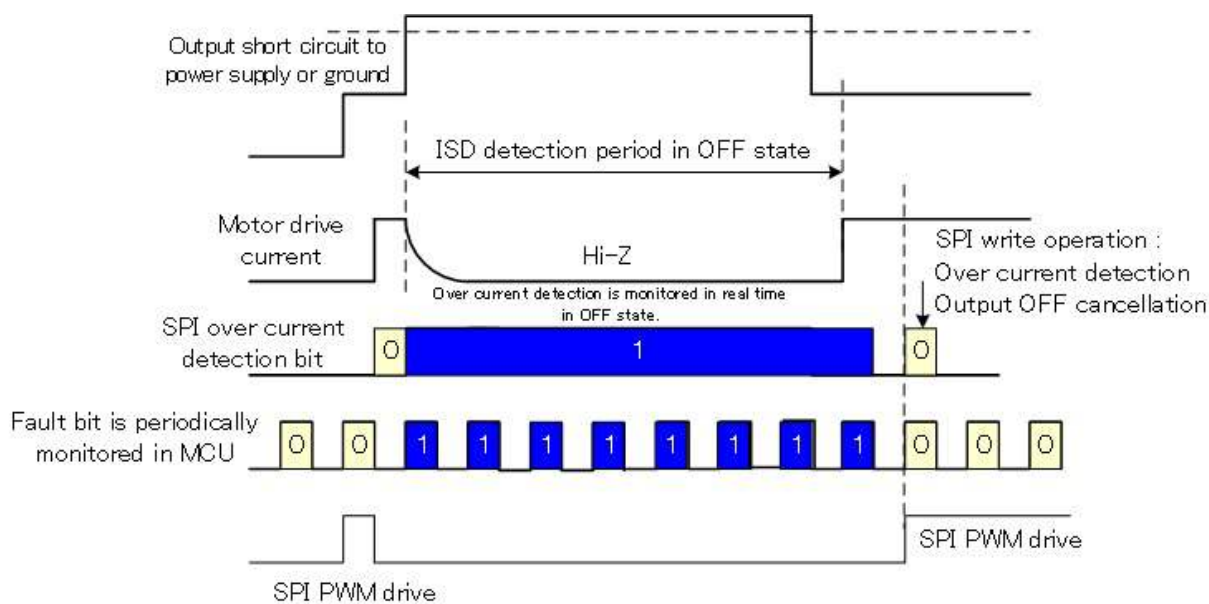 Output short circuit to
power supply or ground
ISD detection period in OFF state
Motor drive
current
Hi-Z
Over current detection is monitored in real time
in OFF state.
SPI write operation :
Over current detection
Output OFF cancellation
SPI over current
detection bit
0 1 0
Fault bit is periodically
monitored in MCU
0 0 1 1 1 1 1 1 1 1 0 0 0
SPI PWM drive
SPI PWM drive